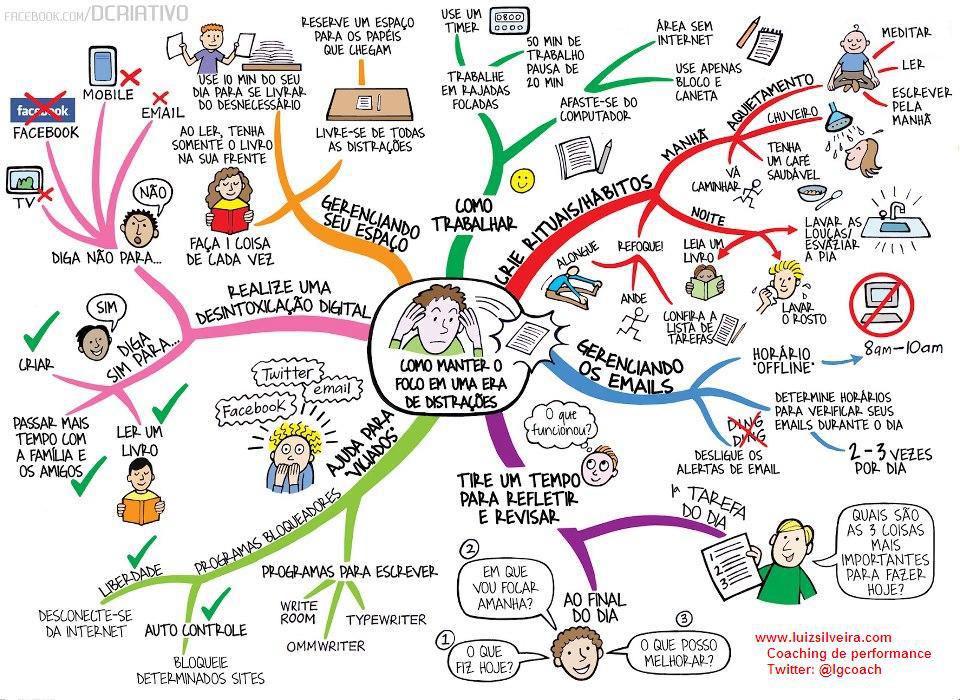 FACEBOOK.COM/DCRIATIVO
COMO MANTER O
FOCO EM UMA ERA
DE DISTRAÇÕES
GERENCIANDO
SEU ESPAÇO
USE 10 MIN DO SEU
DIA PARA SE LIVRAR
DO DESNECESSÁRIO
RESERVE UM ESPAÇO
PARA OS PAPÉIS
QUE CHEGAM
LIVRE-SE DE TODAS
AS DISTRAÇÕES
AO LER, TENHA
SOMENTE O LIVRO
NA SUA FRENTE
FAÇA 1 COISA
DE CADA VEZ
COMO
TRABALHAR
USE UM
TIMER
TRABALHE
EM RAJADAS
FOCADAS
50 MIN DE
TRABALHO
PAUSA DE
20 MIN
AFASTE-SE DO
COMPUTADOR
ÁREA SEM
INTERNET
USE APENAS
BLOCO E
CANETA
CRIE RITUAIS/HÁBITOS
MANHÃ
AQUIETAMENTO
MEDITAR
LER
ESCREVER
PELA
MANHÃ
CHUVEIRO
TENHA
UM CAFÉ
SAUDÁVEL
VÁ
CAMINHAR
NOITE
LAVAR AS
LOUÇAS/
ESVAZIAR
A PIA
LEIA UM
LIVRO
LAVAR
O ROSTO
REFOQUE!
ALONGUE
ANDE
CONFIRA A
LISTA DE
TAREFAS
GERENCIANDO
OS EMAILS
HORÁRIO
"OFFLINE"
8am-10am
DETERMINE HORÁRIOS
PARA VERIFICAR SEUS
EMAILS DURANTE O DIA
2-3 VEZES
POR DIA
DING
DING
DESLIGUE OS
ALERTAS DE EMAIL
TIRE UM TEMPO
PARA REFLETIR
E REVISAR
O que
funcionou?
1ª TAREFA
DO DIA
1
2
3
QUAIS SÃO
AS 3 COISAS
MAIS
IMPORTANTES
PARA FAZER
HOJE?
AO FINAL
DO DIA
1
O QUE
FIZ HOJE?
2
EM QUE
VOU FOCAR
AMANHA?
3
O QUE POSSO
MELHORAR?
AJUDA PARA
"VICIADOS"
Twitter
email
Facebook
PROGRAMAS BLOQUEADORES
LIBERDADE
DESCONECTE-SE
DA INTERNET
AUTO CONTROLE
BLOQUEIE
DETERMINADOS SITES
PROGRAMAS PARA ESCREVER
WRITE
ROOM
OMMWRITER
TYPEWRITER
REALIZE UMA
DESINTOXICAÇÃO DIGITAL
DIGA NÃO PARA...
NÃO
TV
facebook
FACEBOOK
MOBILE
EMAIL
DIGA
SIM PARA...
SIM
CRIAR
PASSAR MAIS
TEMPO COM
A FAMÍLIA E
OS AMIGOS
LER UM
LIVRO
www.luizsilveira.com
Coaching de performance
Twitter: @lgcoach